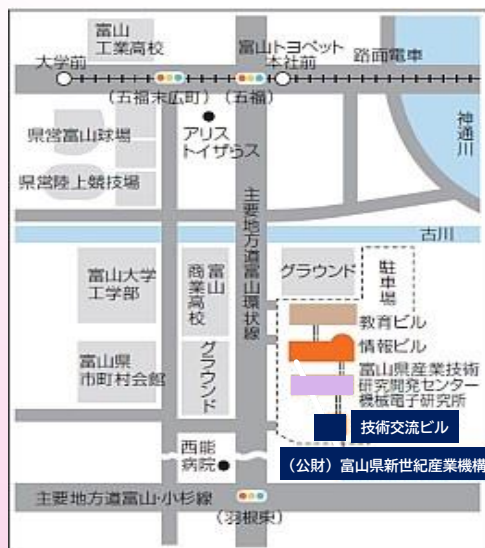 富山
工業高校
大学前
富山トヨペット
本社前
路面電車
(五福末広町)
(五福)
神通川
県営富山球場
アリス
トイザらス
県営陸上競技場
主要地方道富山環状線
古川
富山大学
工学部
富山
商業高校
グラウンド
駐車場
教育ビル
富山県
市町村会館
グラウンド
情報ビル
富山県産業技術
研究開発センター
機械電子研究所
技術交流ビル
西能
病院
(公財)富山県新世紀産業機構
主要地方道富山・小杉線
(羽根東)